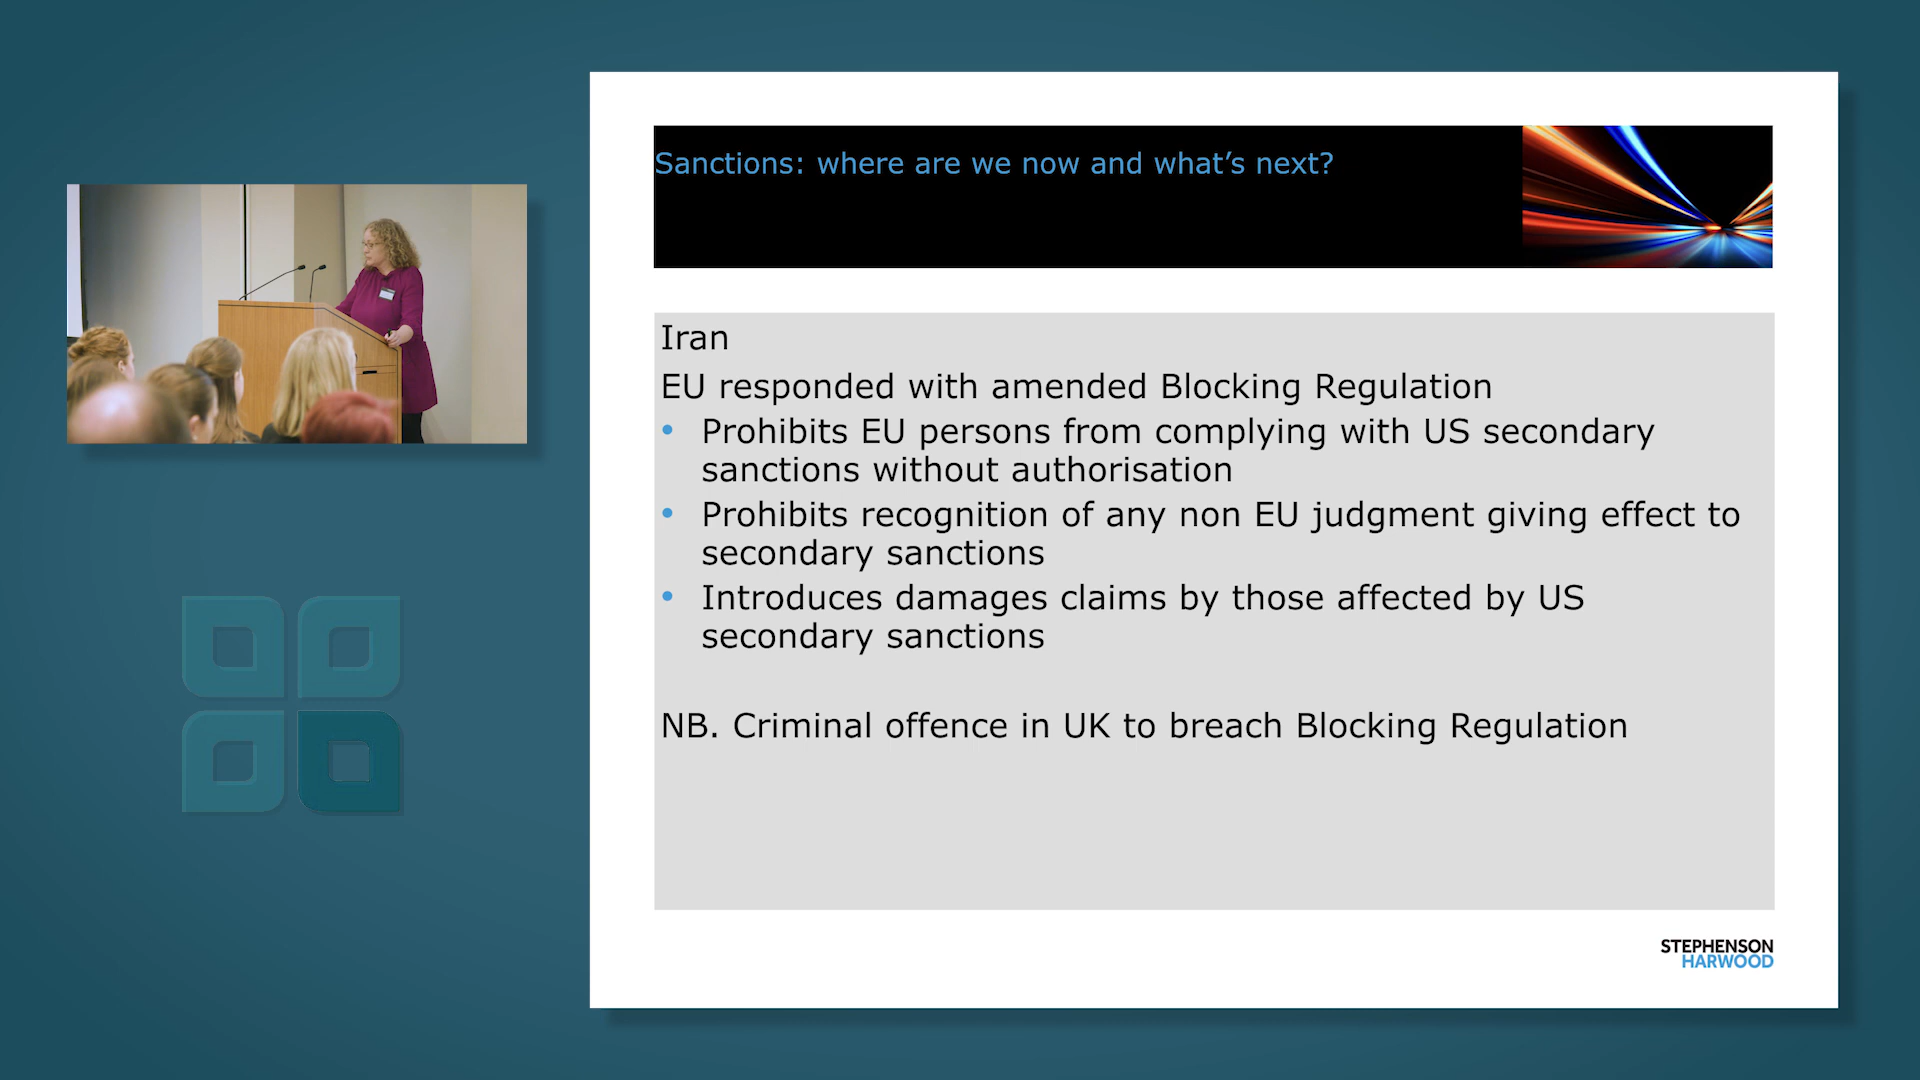 Sanctions: where are we now and what’s next?
Iran
EU responded with amended Blocking Regulation
• Prohibits EU persons from complying with US secondary
sanctions without authorisation
• Prohibits recognition of any non EU judgment giving effect to
secondary sanctions
• Introduces damages claims by those affected by US
secondary sanctions
NB. Criminal offence in UK to breach Blocking Regulation
STEPHENSON
HARWOOD